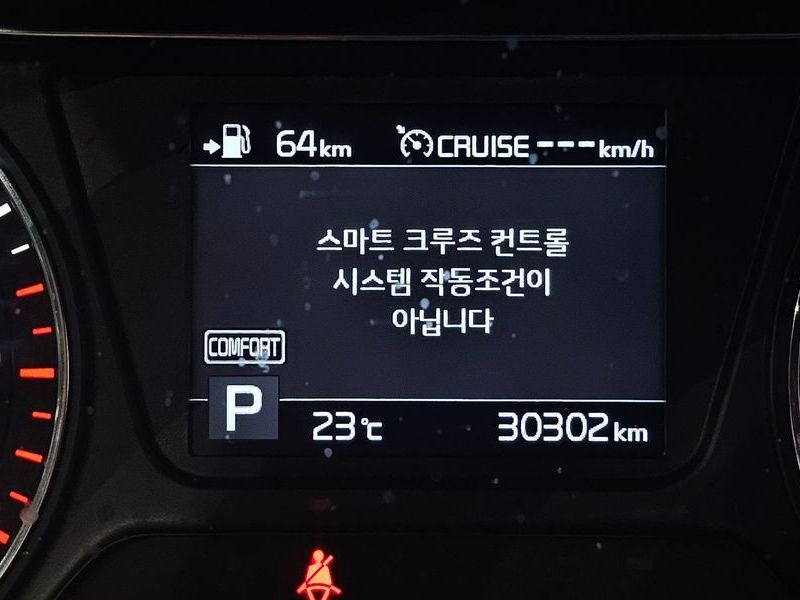 64km CRUISE---km/h
스마트 크루즈 컨트롤
시스템 작동조건이
아닙니다
COMFORT
P
23℃ 30302km